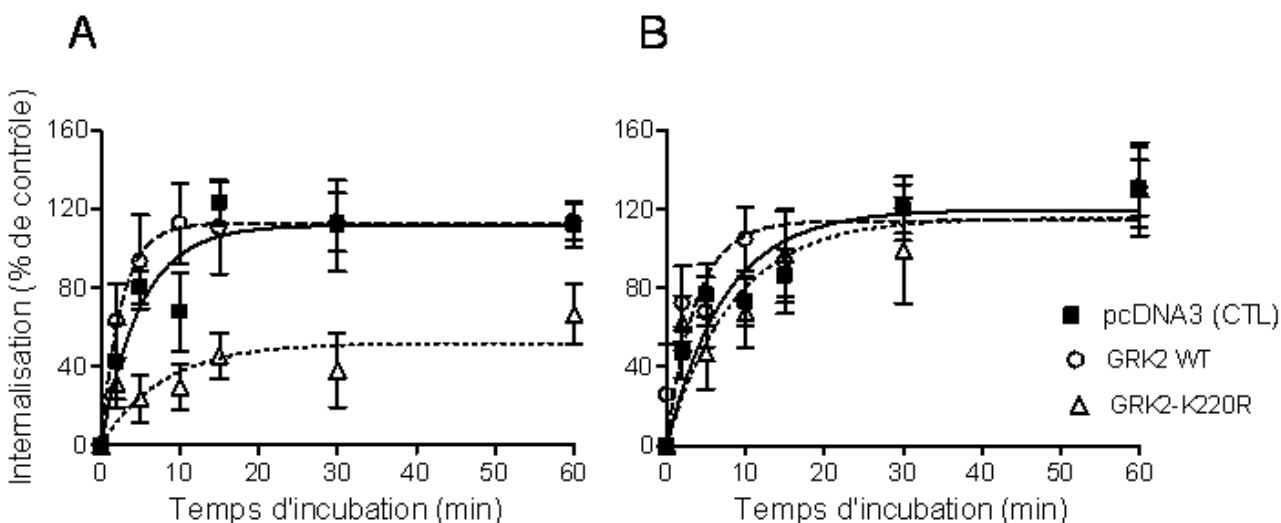 A
B
Internalisation (% de contrôle)
160
120
80
40
0
0 10 20 30 40 50 60
Temps d'incubation (min)
160
120
80
40
0
0 10 20 30 40 50 60
Temps d'incubation (min)
pcDNA3 (CTL)
GRK2 WT
GRK2-K220R